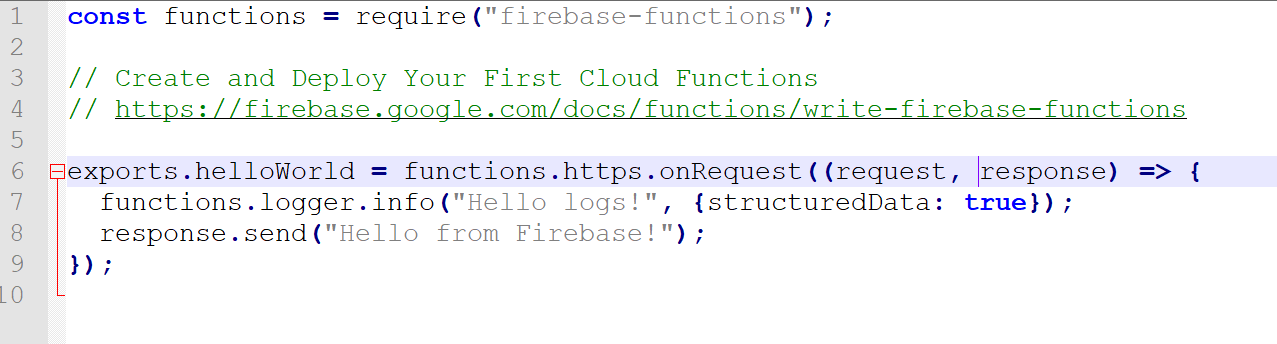 1 const functions = require("firebase-functions");
2
3 // Create and Deploy Your First Cloud Functions
4 // https://firebase.google.com/docs/functions/write-firebase-functions
5
6 exports.helloWorld = functions.https.onRequest((request, response) => {
7   functions.logger.info("Hello logs!", {structuredData: true});
8   response.send("Hello from Firebase!");
9 });
10